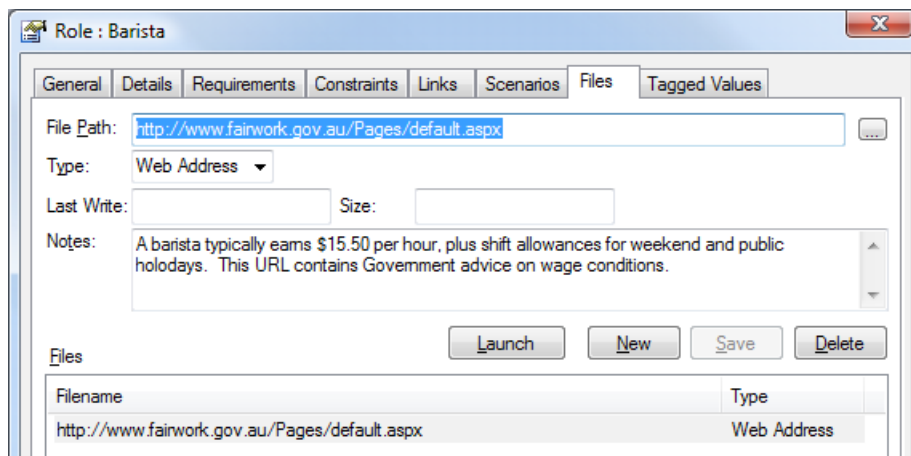 Role : Barista
General Details Requirements Constraints Links Scenarios Files Tagged Values
File Path: http://www.fairwork.gov.au/Pages/default.aspx ...
Type: Web Address
Last Write: Size:
Notes: A barista typically earns $15.50 per hour, plus shift allowances for weekend and public
holodays. This URL contains Government advice on wage conditions.
Launch New Save Delete
Files
Filename Type
http://www.fairwork.gov.au/Pages/default.aspx Web Address